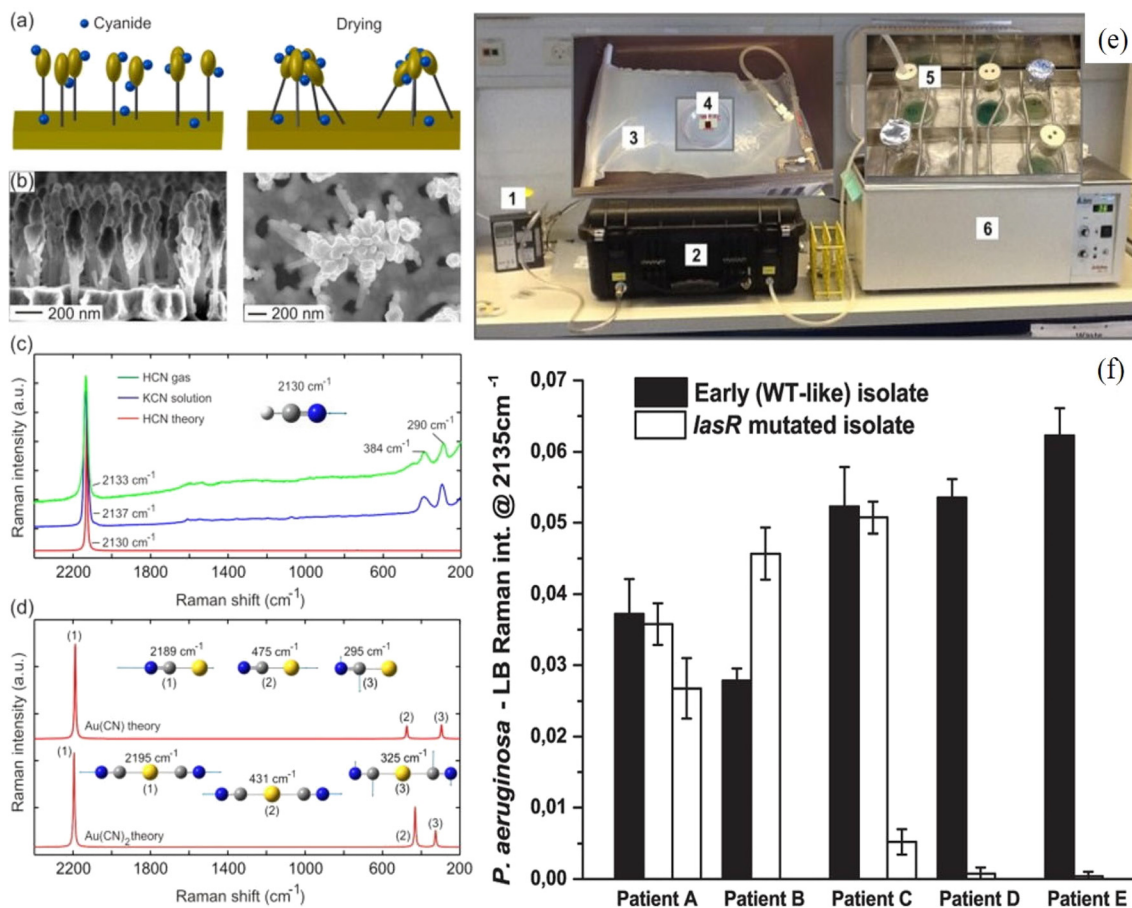 (a)
Cyanide
Drying
(b)
200 nm
200 nm
(c)
HCN gas
KCN solution
HCN theory
2130 cm-1
290 cm-1
384 cm-1
2133 cm-1
2137 cm-1
2130 cm-1
Raman intensity (a.u.)
2200 1800 1400 1000 600 200
Raman shift (cm-1)
(d)
(1)
2189 cm-1
(1)
475 cm-1
(2)
295 cm-1
(3)
(2)
(3)
Au(CN) theory
(1)
2195 cm-1
(1)
431 cm-1
(2)
325 cm-1
(3)
(2)
(3)
Au(CN)2 theory
Raman intensity (a.u.)
2200 1800 1400 1000 600 200
Raman shift (cm-1)
(e)
1
2
3
4
5
6
(f)
Early (WT-like) isolate
lasR mutated isolate
P. aeruginosa - LB Raman int. @ 2135cm-1
0,07
0,06
0,05
0,04
0,03
0,02
0,01
0,00
Patient A Patient B Patient C Patient D Patient E